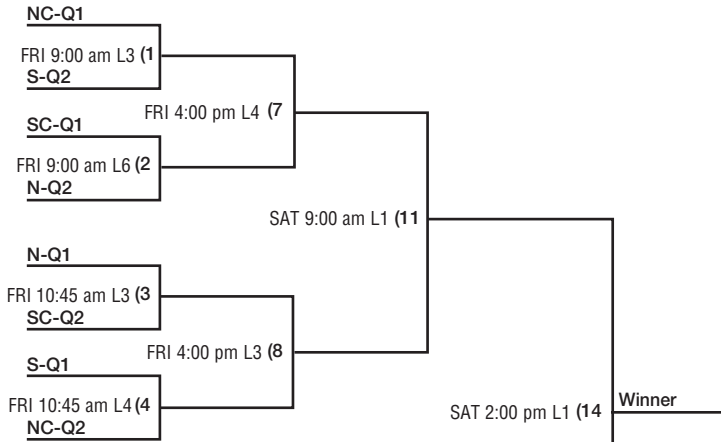 NC-Q1
FRI 9:00 am L3 (1
S-Q2
FRI 4:00 pm L4 (7
SC-Q1
FRI 9:00 am L6 (2
N-Q2
SAT 9:00 am L1 (11
N-Q1
FRI 10:45 am L3 (3
SC-Q2
FRI 4:00 pm L3 (8
S-Q1
FRI 10:45 am L4 (4
NC-Q2
SAT 2:00 pm L1 (14
Winner